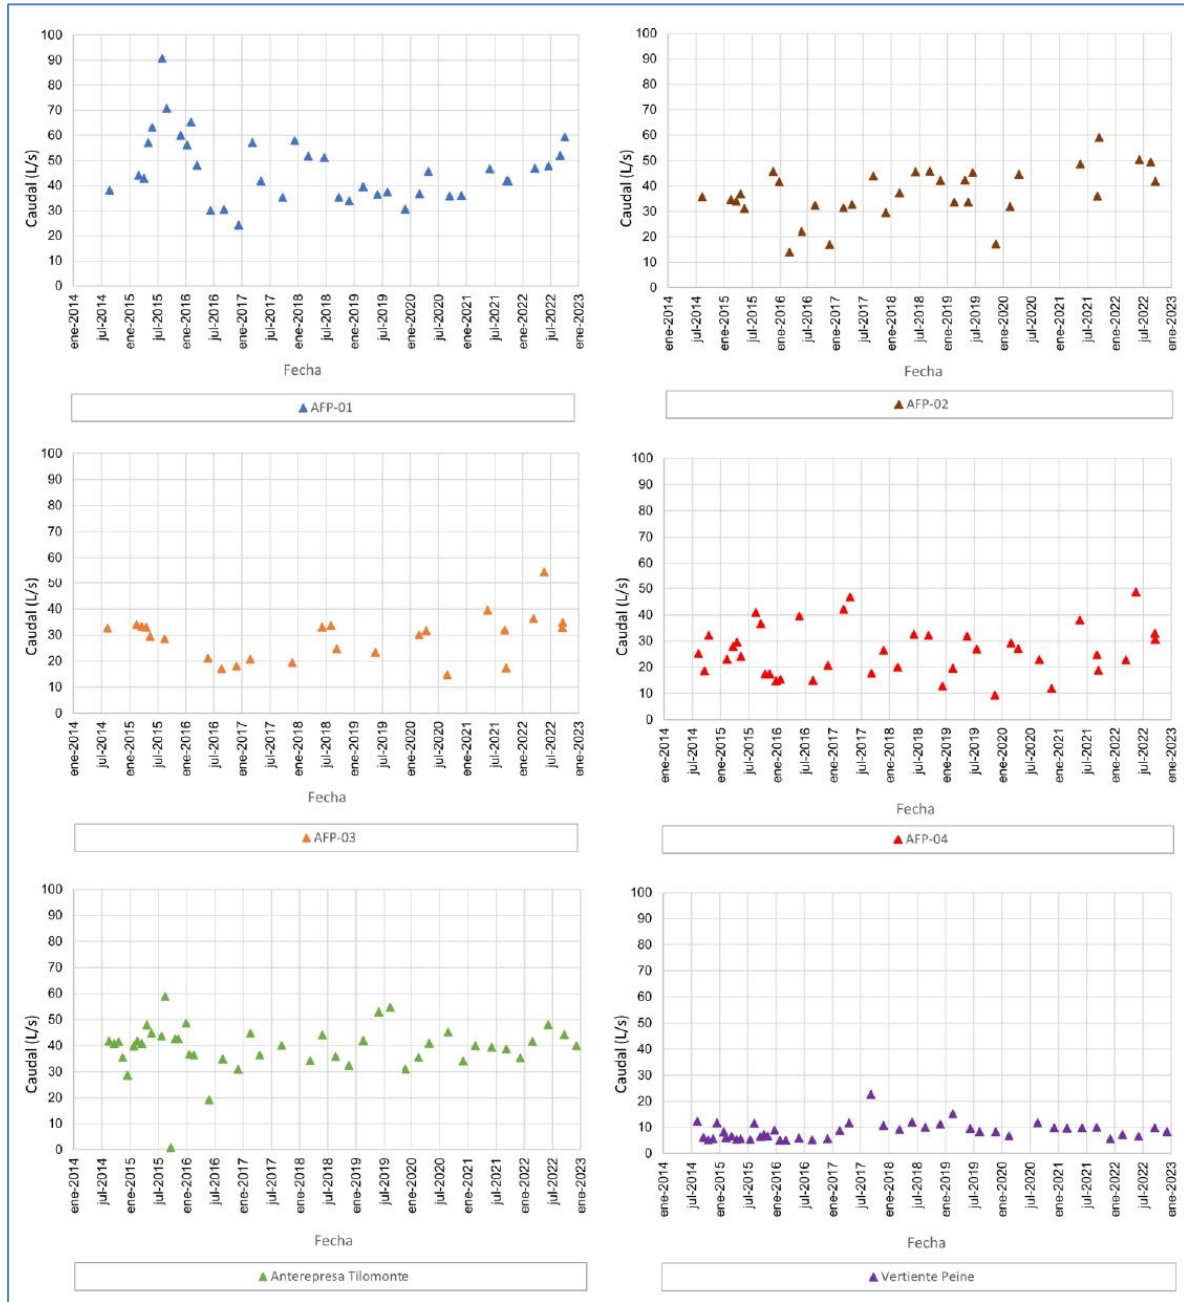 Caudal (L/s)
100
90
80
70
60
50
40
30
20
10
0
ene-2014
jul-2014
ene-2015
jul-2015
ene-2016
jul-2016
ene-2017
jul-2017
ene-2018
jul-2018
ene-2019
jul-2019
ene-2020
jul-2020
ene-2021
jul-2021
ene-2022
jul-2022
ene-2023
Fecha
AFP-01
Caudal (L/s)
100
90
80
70
60
50
40
30
20
10
0
ene-2014
jul-2014
ene-2015
jul-2015
ene-2016
jul-2016
ene-2017
jul-2017
ene-2018
jul-2018
ene-2019
jul-2019
ene-2020
jul-2020
ene-2021
jul-2021
ene-2022
jul-2022
ene-2023
Fecha
AFP-02
Caudal (L/s)
100
90
80
70
60
50
40
30
20
10
0
ene-2014
jul-2014
ene-2015
jul-2015
ene-2016
jul-2016
ene-2017
jul-2017
ene-2018
jul-2018
ene-2019
jul-2019
ene-2020
jul-2020
ene-2021
jul-2021
ene-2022
jul-2022
ene-2023
Fecha
AFP-03
Caudal (L/s)
100
90
80
70
60
50
40
30
20
10
0
ene-2014
jul-2014
ene-2015
jul-2015
ene-2016
jul-2016
ene-2017
jul-2017
ene-2018
jul-2018
ene-2019
jul-2019
ene-2020
jul-2020
ene-2021
jul-2021
ene-2022
jul-2022
ene-2023
Fecha
AFP-04
Caudal (L/s)
100
90
80
70
60
50
40
30
20
10
0
ene-2014
jul-2014
ene-2015
jul-2015
ene-2016
jul-2016
ene-2017
jul-2017
ene-2018
jul-2018
ene-2019
jul-2019
ene-2020
jul-2020
ene-2021
jul-2021
ene-2022
jul-2022
ene-2023
Fecha
Anterepresa Tilomonte
Caudal (L/s)
100
90
80
70
60
50
40
30
20
10
0
ene-2014
jul-2014
ene-2015
jul-2015
ene-2016
jul-2016
ene-2017
jul-2017
ene-2018
jul-2018
ene-2019
jul-2019
ene-2020
jul-2020
ene-2021
jul-2021
ene-2022
jul-2022
ene-2023
Fecha
Vertiente Peine